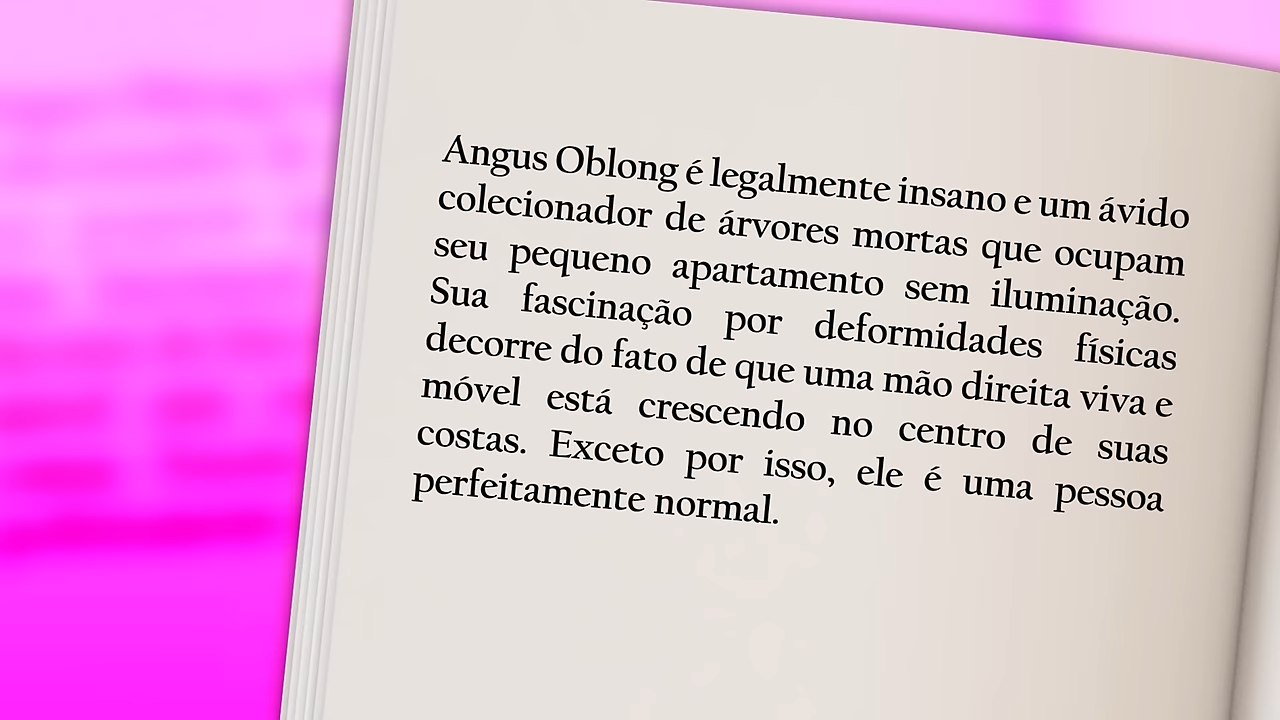 Angus Oblong é legalmente insano e um ávido
colecionador de árvores mortas que ocupam
seu pequeno apartamento sem iluminação.
Sua fascinação por deformidades físicas
decorre do fato de que uma mão direita viva e
móvel está crescendo no centro de suas
costas. Exceto por isso, ele é uma pessoa
perfeitamente normal.